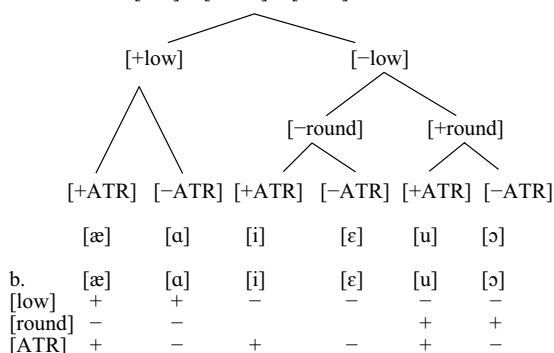 [+low] [−low]
[−round] [+round]
[+ATR] [−ATR] [+ATR] [−ATR] [+ATR] [−ATR]
[æ] [ɑ] [i] [ɛ] [u] [ɔ]
b. [æ] [ɑ] [i] [ɛ] [u] [ɔ]
[low] + + − − − −
[round] − − + +
[ATR] + − + − + −